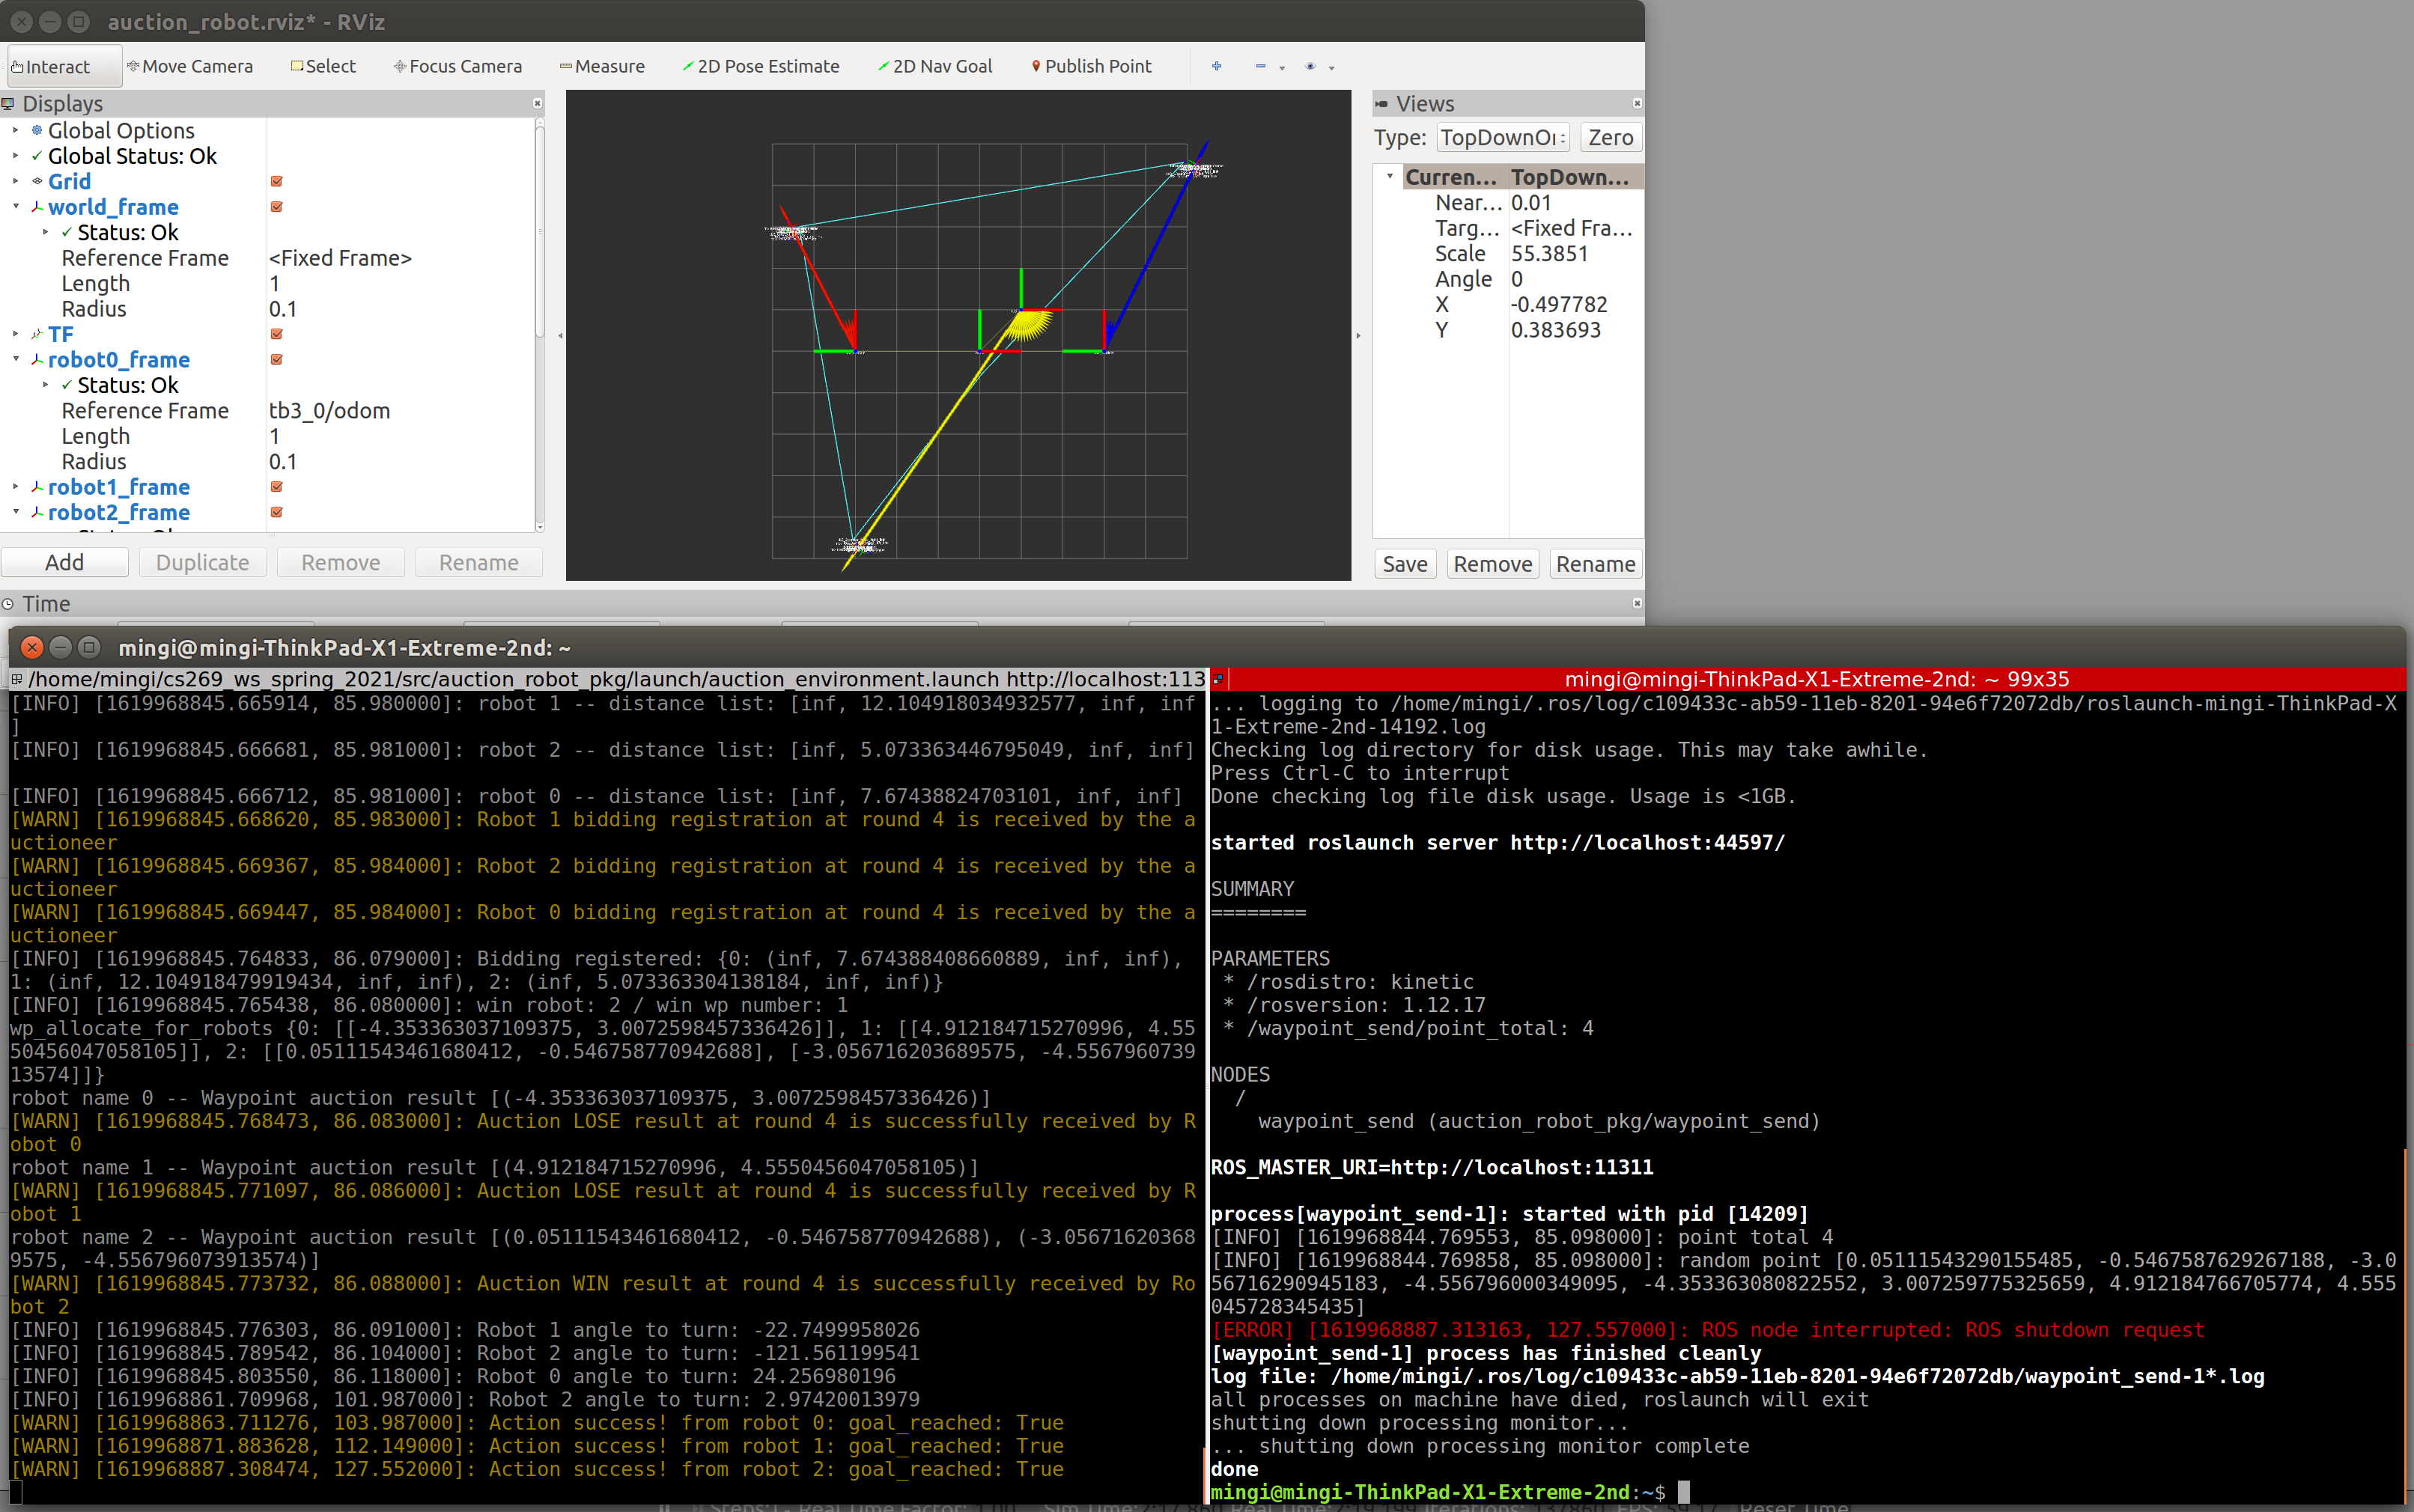 auction_robot.rviz* - RViz
Interact Move Camera Select Focus Camera Measure 2D Pose Estimate 2D Nav Goal Publish Point
Displays
Global Options
Global Status: Ok
Grid
world_frame
Status: Ok
Reference Frame <Fixed Frame>
Length 1
Radius 0.1
TF
robot0_frame
Status: Ok
Reference Frame tb3_0/odom
Length 1
Radius 0.1
robot1_frame
robot2_frame
Add Duplicate Remove Rename
Views
Type: TopDownOr Zero
Curren... TopDown...
Near... 0.01
Targ... <Fixed Fra...
Scale 55.3851
Angle 0
X -0.497782
Y 0.383693
Save Remove Rename
Time
mingi@mingi-ThinkPad-X1-Extreme-2nd: ~
/home/mingi/cs269_ws_spring_2021/src/auction_robot_pkg/launch/auction_environment.launch http://localhost:113
[INFO] [1619968845.665914, 85.980000]: robot 1 -- distance list: [inf, 12.104918034932577, inf, inf
]
[INFO] [1619968845.666681, 85.981000]: robot 2 -- distance list: [inf, 5.073363446795049, inf, inf]
[INFO] [1619968845.666712, 85.981000]: robot 0 -- distance list: [inf, 7.67438824703101, inf, inf]
[WARN] [1619968845.668620, 85.983000]: Robot 1 bidding registration at round 4 is received by the a
uctioneer
[WARN] [1619968845.669367, 85.984000]: Robot 2 bidding registration at round 4 is received by the a
uctioneer
[WARN] [1619968845.669447, 85.984000]: Robot 0 bidding registration at round 4 is received by the a
uctioneer
[INFO] [1619968845.764833, 86.079000]: Bidding registered: {0: (inf, 7.674388408660889, inf, inf),
1: (inf, 12.104918479919434, inf, inf), 2: (inf, 5.073363304138184, inf, inf)}
[INFO] [1619968845.765438, 86.080000]: win robot: 2 / win wp number: 1
wp_allocate_for_robots {0: [[-4.353363037109375, 3.0072598457336426]], 1: [[4.912184715270996, 4.55
50456047058105]], 2: [[0.05111543461680412, -0.546758770942688], [-3.056716203689575, -4.5567960739
13574]]}
robot name 0 -- Waypoint auction result [(-4.353363037109375, 3.0072598457336426)]
[WARN] [1619968845.768473, 86.083000]: Auction LOSE result at round 4 is successfully received by R
obot 0
robot name 1 -- Waypoint auction result [(4.912184715270996, 4.5550456047058105)]
[WARN] [1619968845.771097, 86.086000]: Auction LOSE result at round 4 is successfully received by R
obot 1
robot name 2 -- Waypoint auction result [(0.05111543461680412, -0.546758770942688), (-3.05671620368
9575, -4.556796073913574)]
[WARN] [1619968845.773732, 86.088000]: Auction WIN result at round 4 is successfully received by Ro
bot 2
[INFO] [1619968845.776303, 86.091000]: Robot 1 angle to turn: -22.7499958026
[INFO] [1619968845.789542, 86.104000]: Robot 2 angle to turn: -121.561199541
[INFO] [1619968845.803550, 86.118000]: Robot 0 angle to turn: 24.256980196
[INFO] [1619968861.709968, 101.987000]: Robot 2 angle to turn: 2.97420013979
[WARN] [1619968863.711276, 103.987000]: Action success! from robot 0: goal_reached: True
[WARN] [1619968871.883628, 112.149000]: Action success! from robot 1: goal_reached: True
[WARN] [1619968887.308474, 127.552000]: Action success! from robot 2: goal_reached: True
mingi@mingi-ThinkPad-X1-Extreme-2nd: ~ 99x35
... logging to /home/mingi/.ros/log/c109433c-ab59-11eb-8201-94e6f72072db/roslaunch-mingi-ThinkPad-X
1-Extreme-2nd-14192.log
Checking log directory for disk usage. This may take awhile.
Press Ctrl-C to interrupt
Done checking log file disk usage. Usage is <1GB.
started roslaunch server http://localhost:44597/
SUMMARY
========
PARAMETERS
* /rosdistro: kinetic
* /rosversion: 1.12.17
* /waypoint_send/point_total: 4
NODES
/
waypoint_send (auction_robot_pkg/waypoint_send)
ROS_MASTER_URI=http://localhost:11311
process[waypoint_send-1]: started with pid [14209]
[INFO] [1619968844.769553, 85.098000]: point total 4
[INFO] [1619968844.769858, 85.098000]: random point [0.05111543290155485, -0.5467587629267188, -3.0
56716290945183, -4.556796000349095, -4.353363080822552, 3.007259775325659, 4.912184766705774, 4.555
045728345435]
[ERROR] [1619968887.313163, 127.557000]: ROS node interrupted: ROS shutdown request
[waypoint_send-1] process has finished cleanly
log file: /home/mingi/.ros/log/c109433c-ab59-11eb-8201-94e6f72072db/waypoint_send-1*.log
all processes on machine have died, roslaunch will exit
shutting down processing monitor...
... shutting down processing monitor complete
done
mingi@mingi-ThinkPad-X1-Extreme-2nd:~$